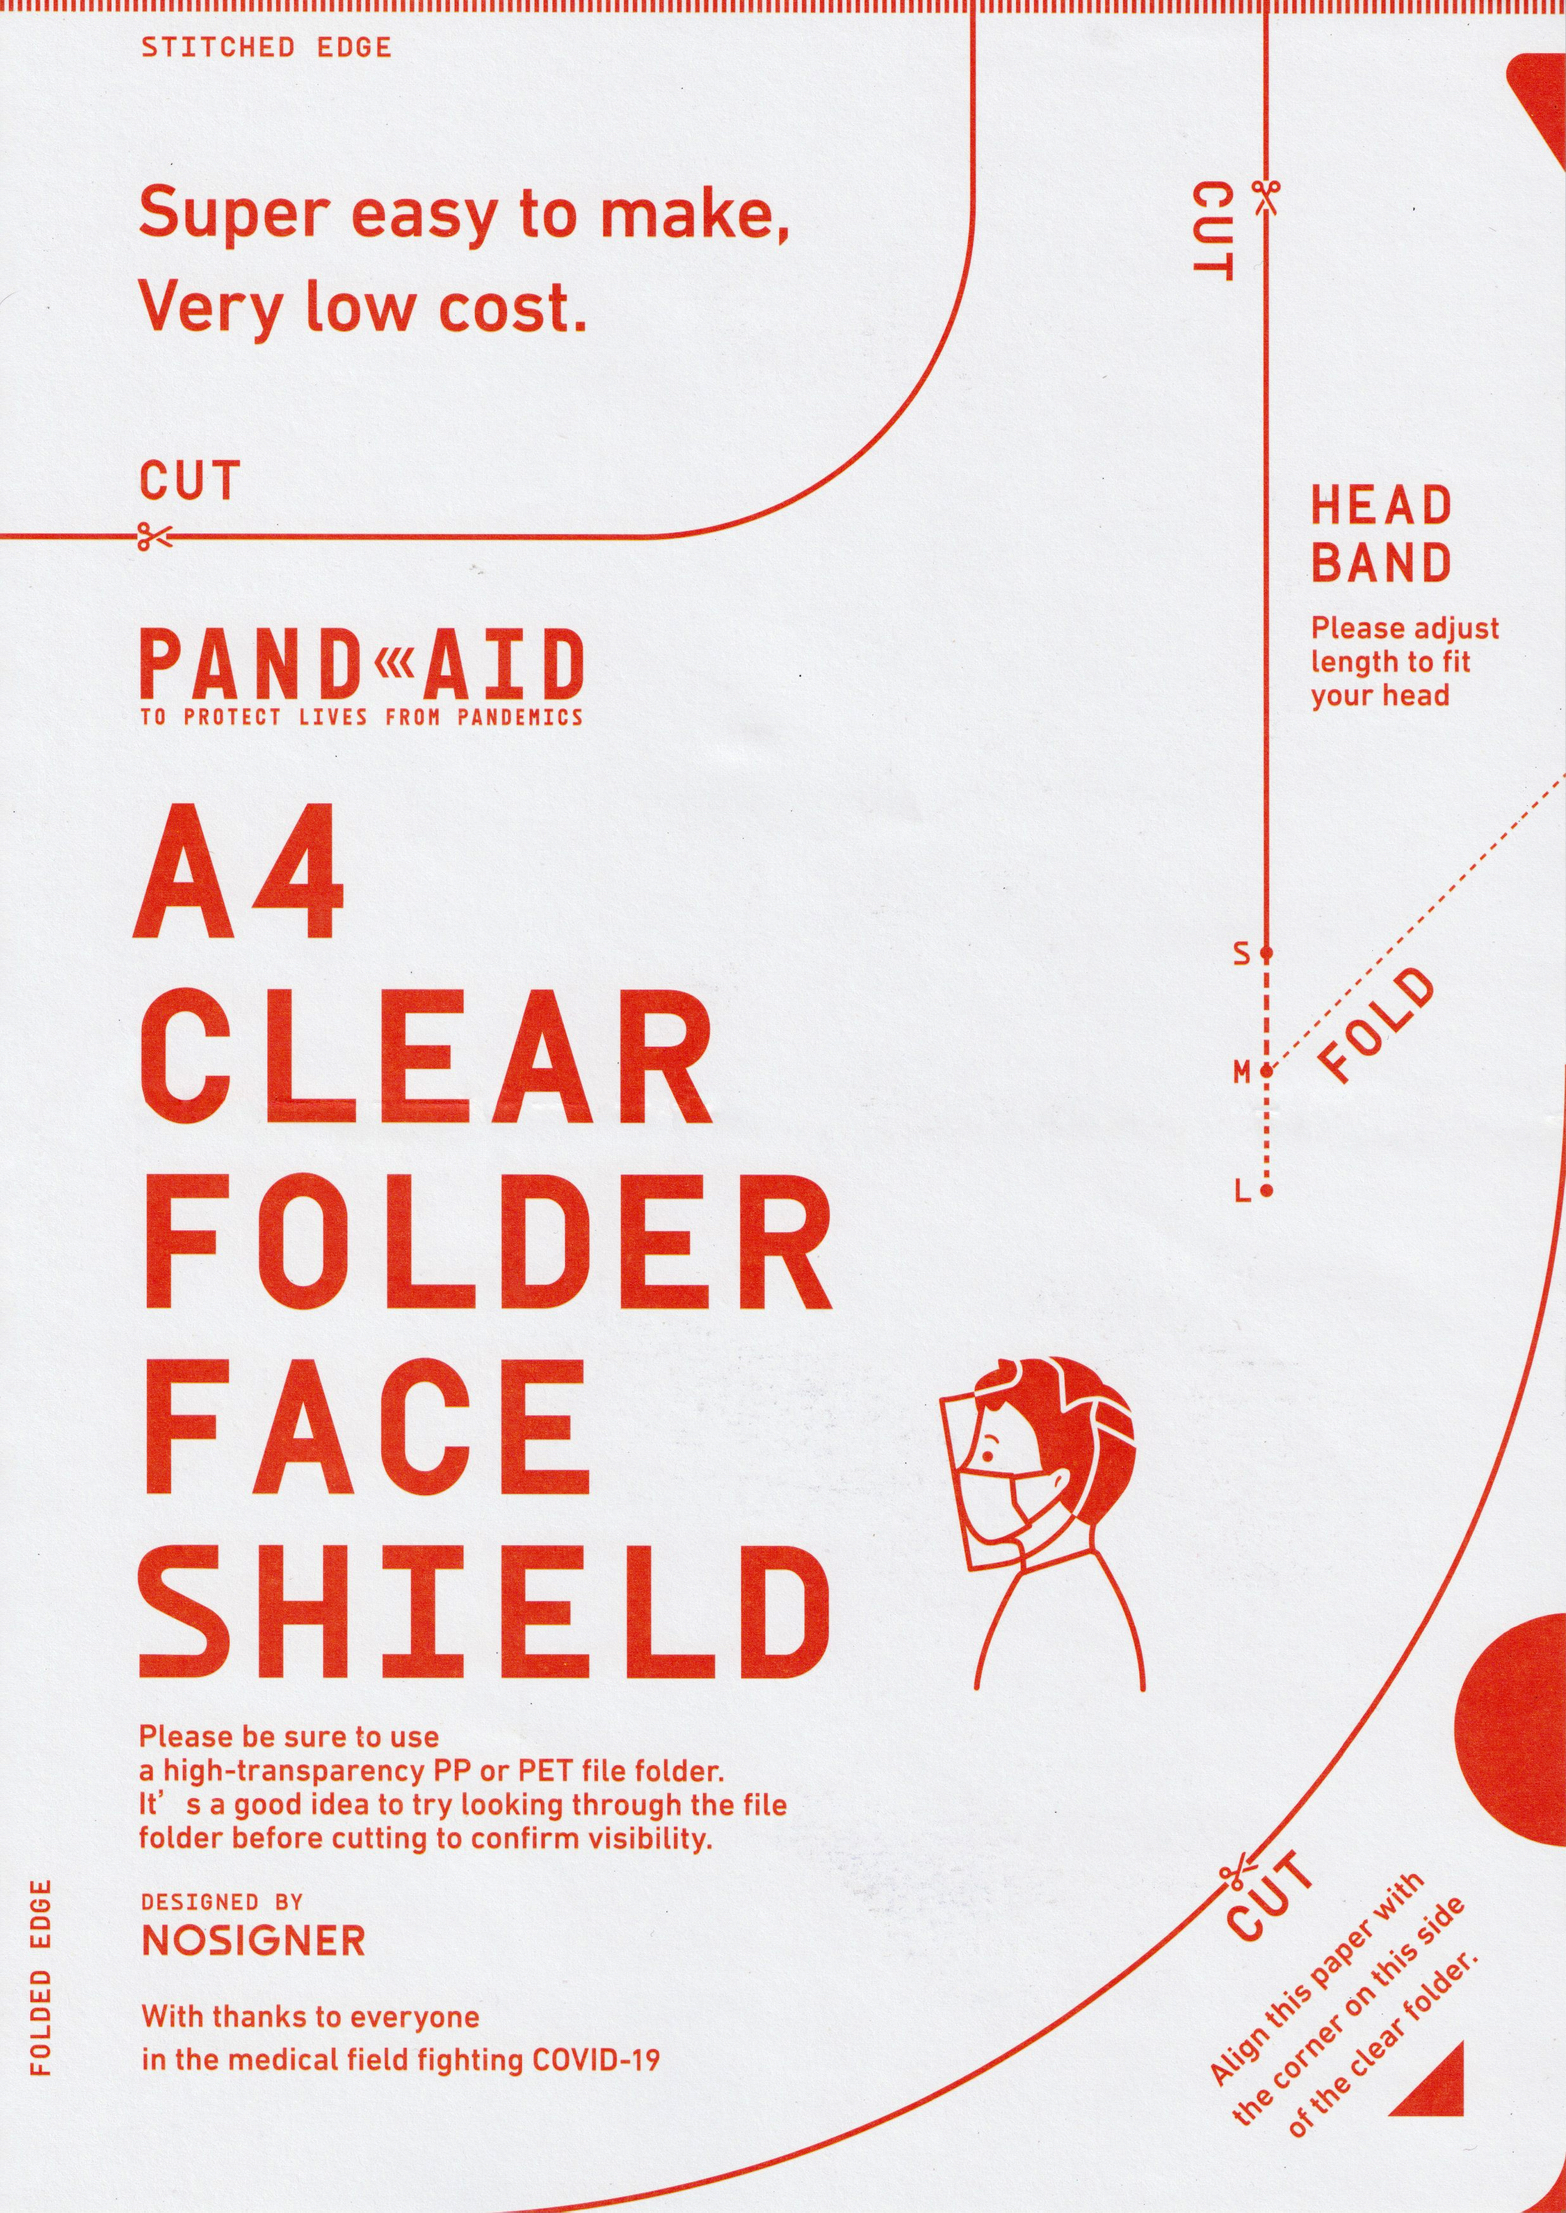 STITCHED EDGE
Super easy to make,
Very low cost.
CUT
CUT
HEAD
BAND
Please adjust
length to fit
your head
PAND‹‹‹AID
TO PROTECT LIVES FROM PANDEMICS
A4
CLEAR
FOLDER
FACE
SHIELD
S
M
L
FOLD
Please be sure to use
a high-transparency PP or PET file folder.
It’ s a good idea to try looking through the file
folder before cutting to confirm visibility.
DESIGNED BY
NOSIGNER
With thanks to everyone
in the medical field fighting COVID-19
FOLDED EDGE
CUT
Align this paper with
the corner on this side
of the clear folder.